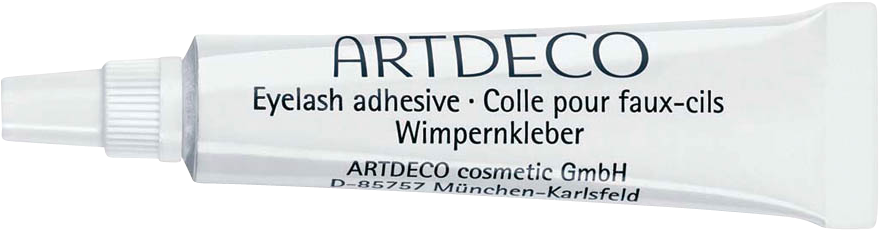 ARTDECO
Eyelash adhesive · Colle pour faux-cils
Wimpernkleber
ARTDECO cosmetic GmbH
D-85757 München-Karlsfeld